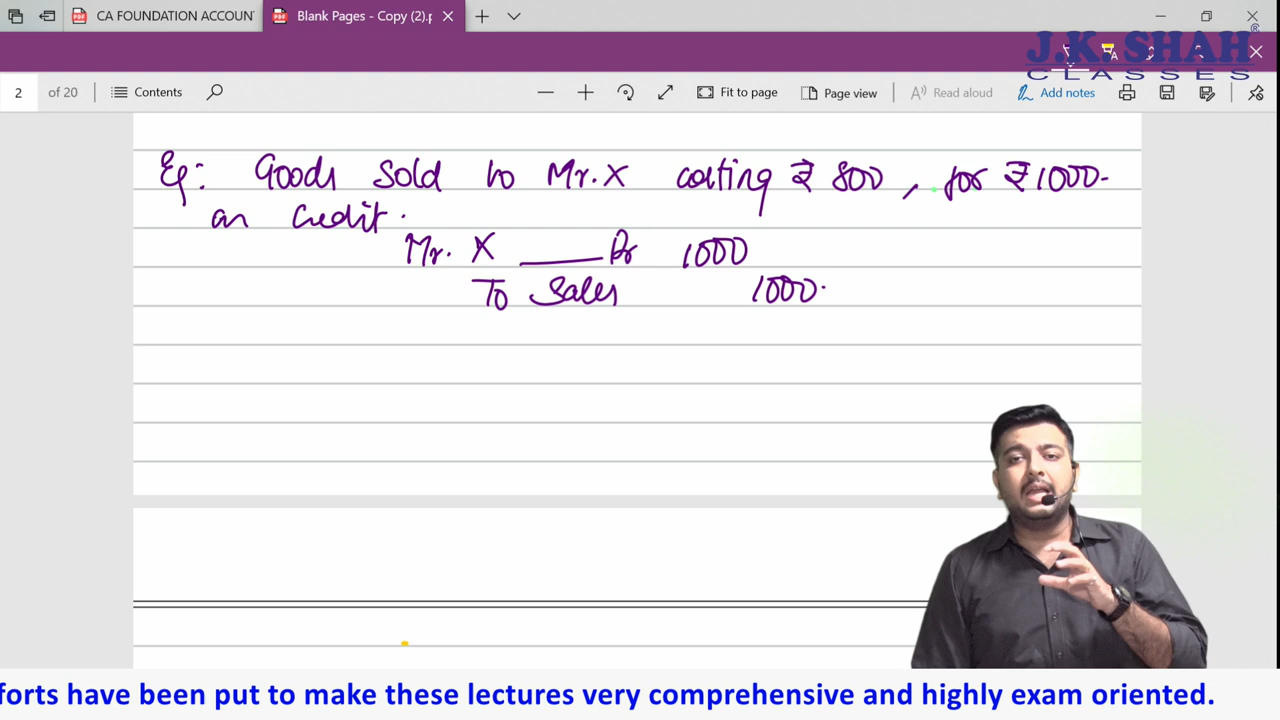 CA FOUNDATION ACCOUN
Blank Pages - Copy (2).p
J.K. SHAH®
CLASSES
2 of 20 Contents Fit to page Page view Read aloud Add notes
Eg: Goods sold to Mr. X costing ₹ 800, for ₹ 1000.
on credit.
Mr. X ____ Dr 1000
To Sales 1000.
forts have been put to make these lectures very comprehensive and highly exam oriented.